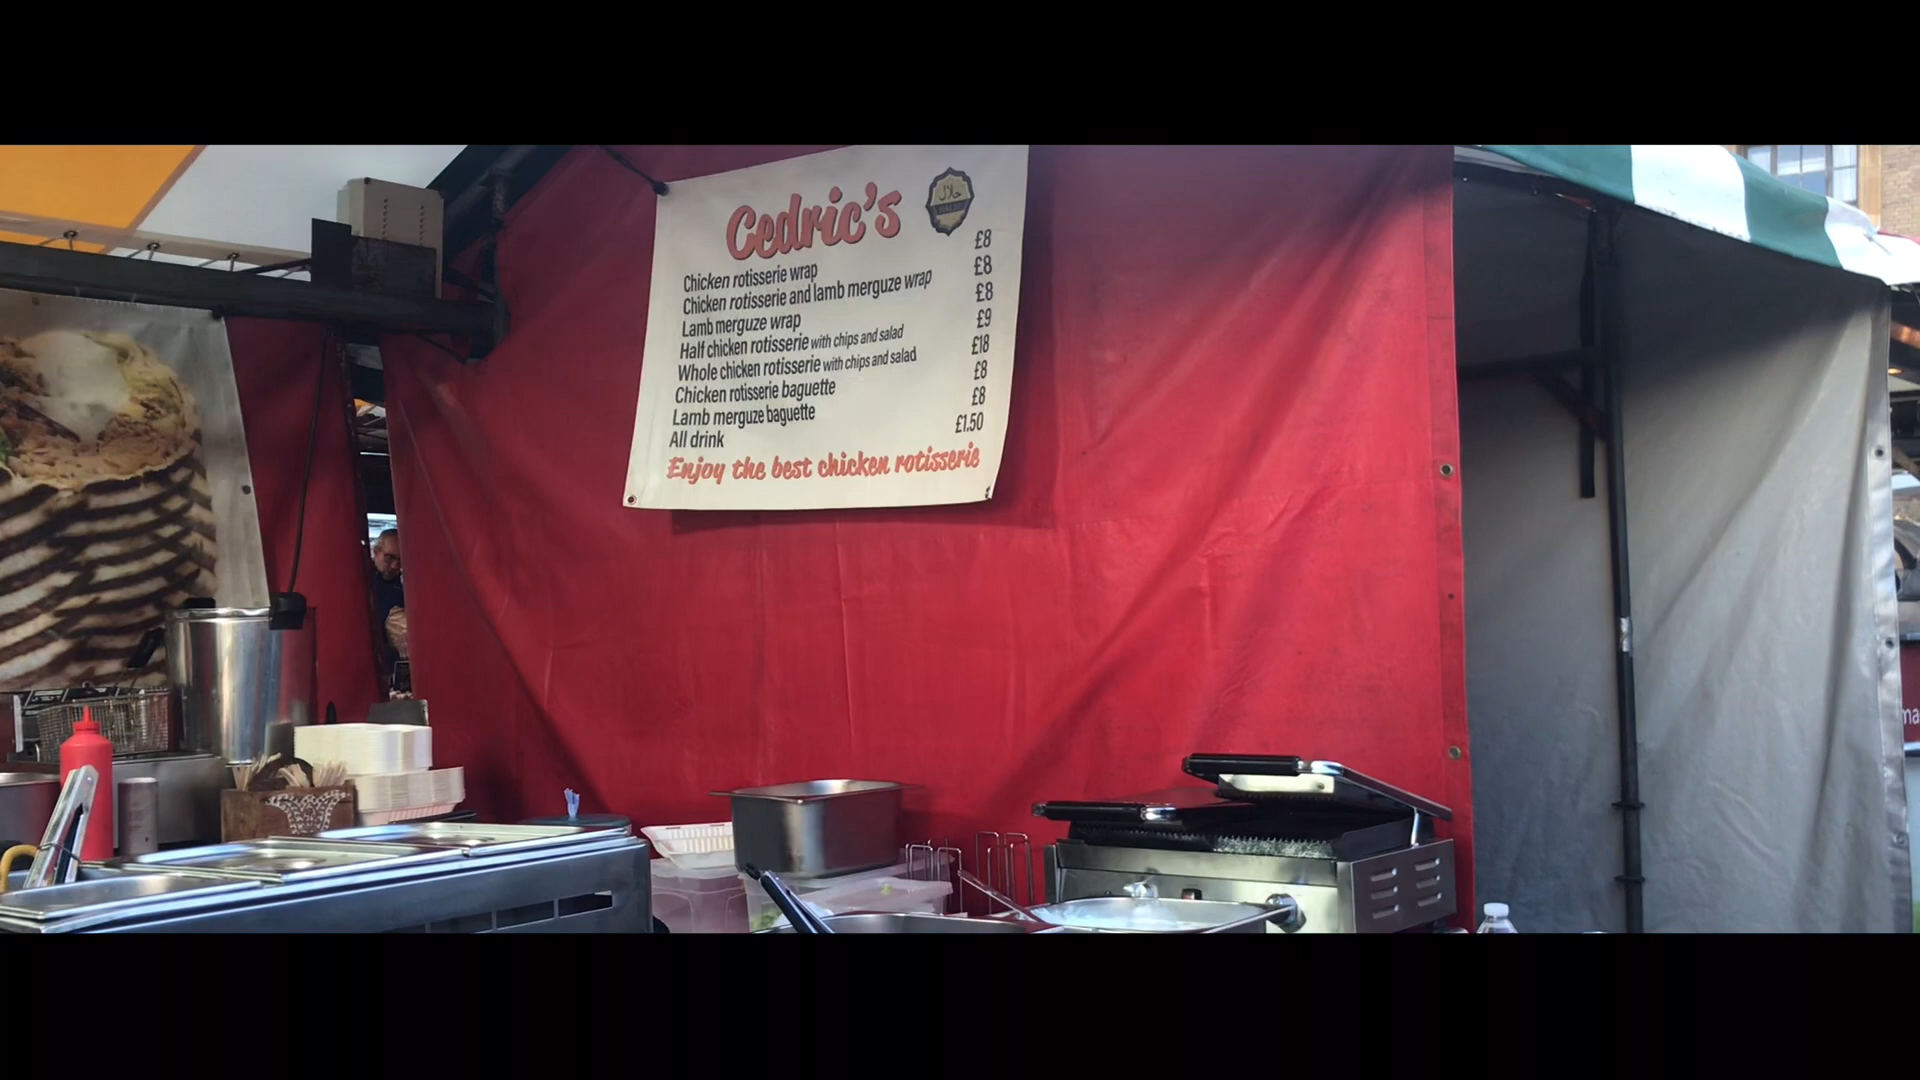 Cedric's
حلال
Chicken rotisserie wrap £8
Chicken rotisserie and lamb merguze wrap £8
Lamb merguze wrap £8
Half chicken rotisserie with chips and salad £9
Whole chicken rotisserie with chips and salad £18
Chicken rotisserie baguette £8
Lamb merguze baguette £8
All drink £1.50
Enjoy the best chicken rotisserie